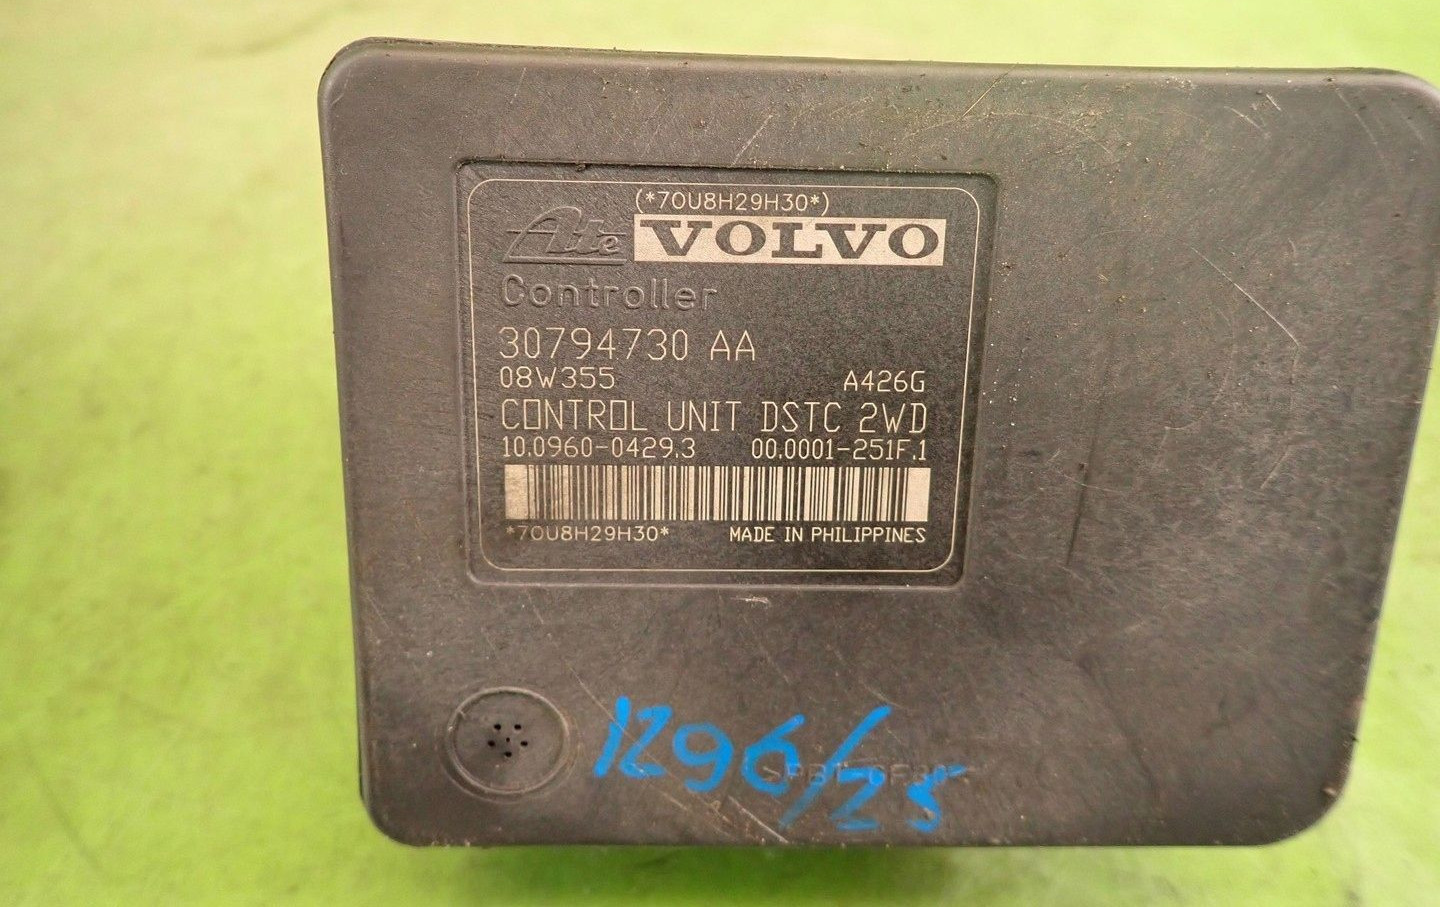 (*70U8H29H30*)
Ate VOLVO
Controller
30794730 AA
08W355 A426G
CONTROL UNIT DSTC 2WD
10.0960-0429.3 00.0001-251F.1
*70U8H29H30* MADE IN PHILIPPINES
1296/25